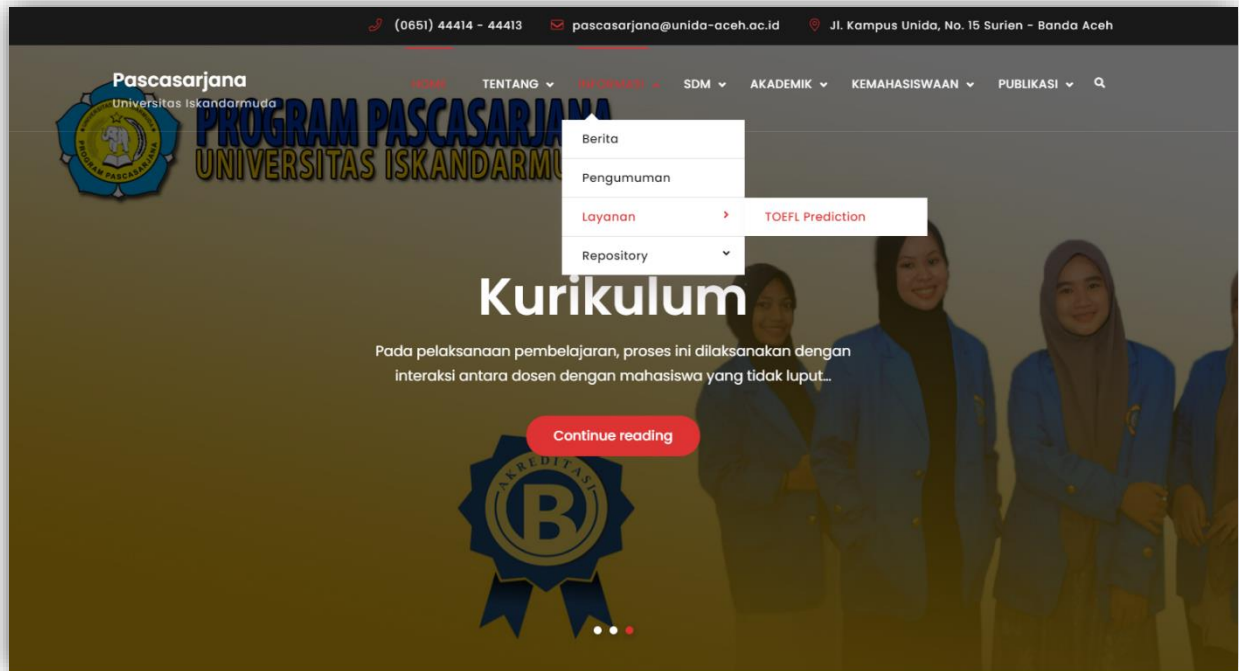 (0651) 44414 - 44413 pascasarjana@unida-aceh.ac.id Jl. Kampus Unida, No. 15 Surien - Banda Aceh
Pascasarjana
Universitas Iskandarmuda
HOME TENTANG INFORMASI SDM AKADEMIK KEMAHASISWAAN PUBLIKASI
PROGRAM PASCASARJANA
UNIVERSITAS ISKANDARMU
PROGRAM PASCASARJANA
Berita
Pengumuman
Layanan TOEFL Prediction
Repository
Kurikulum
Pada pelaksanaan pembelajaran, proses ini dilaksanakan dengan
interaksi antara dosen dengan mahasiswa yang tidak luput...
Continue reading
AKREDITASI
B